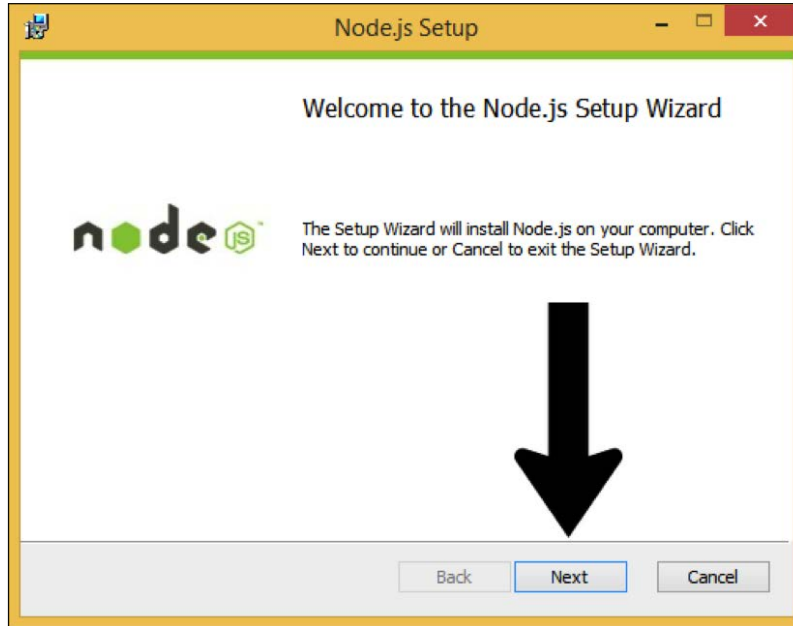 Node.js Setup
Welcome to the Node.js Setup Wizard
node JS
The Setup Wizard will install Node.js on your computer. Click
Next to continue or Cancel to exit the Setup Wizard.
Back Next Cancel